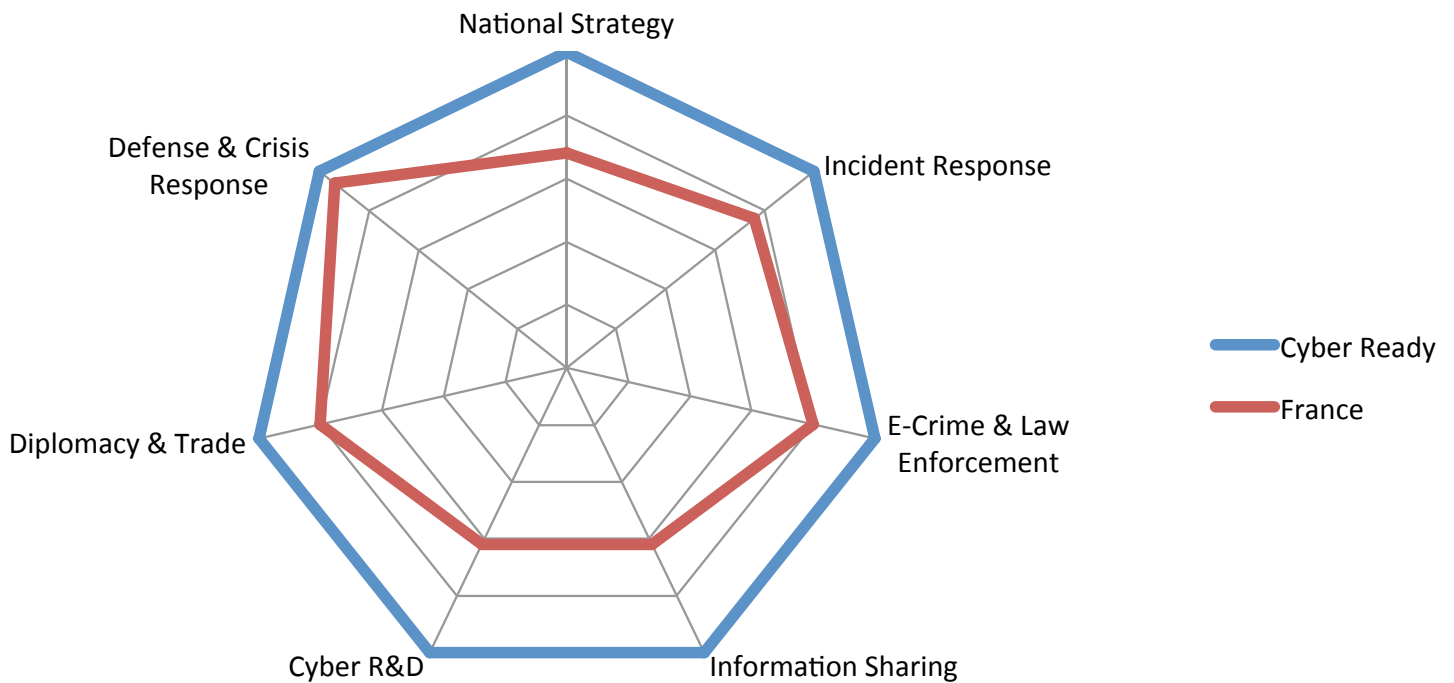 National Strategy
Defense & Crisis
Response
Incident Response
Cyber Ready
France
Diplomacy & Trade
E-Crime & Law
Enforcement
Cyber R&D
Information Sharing